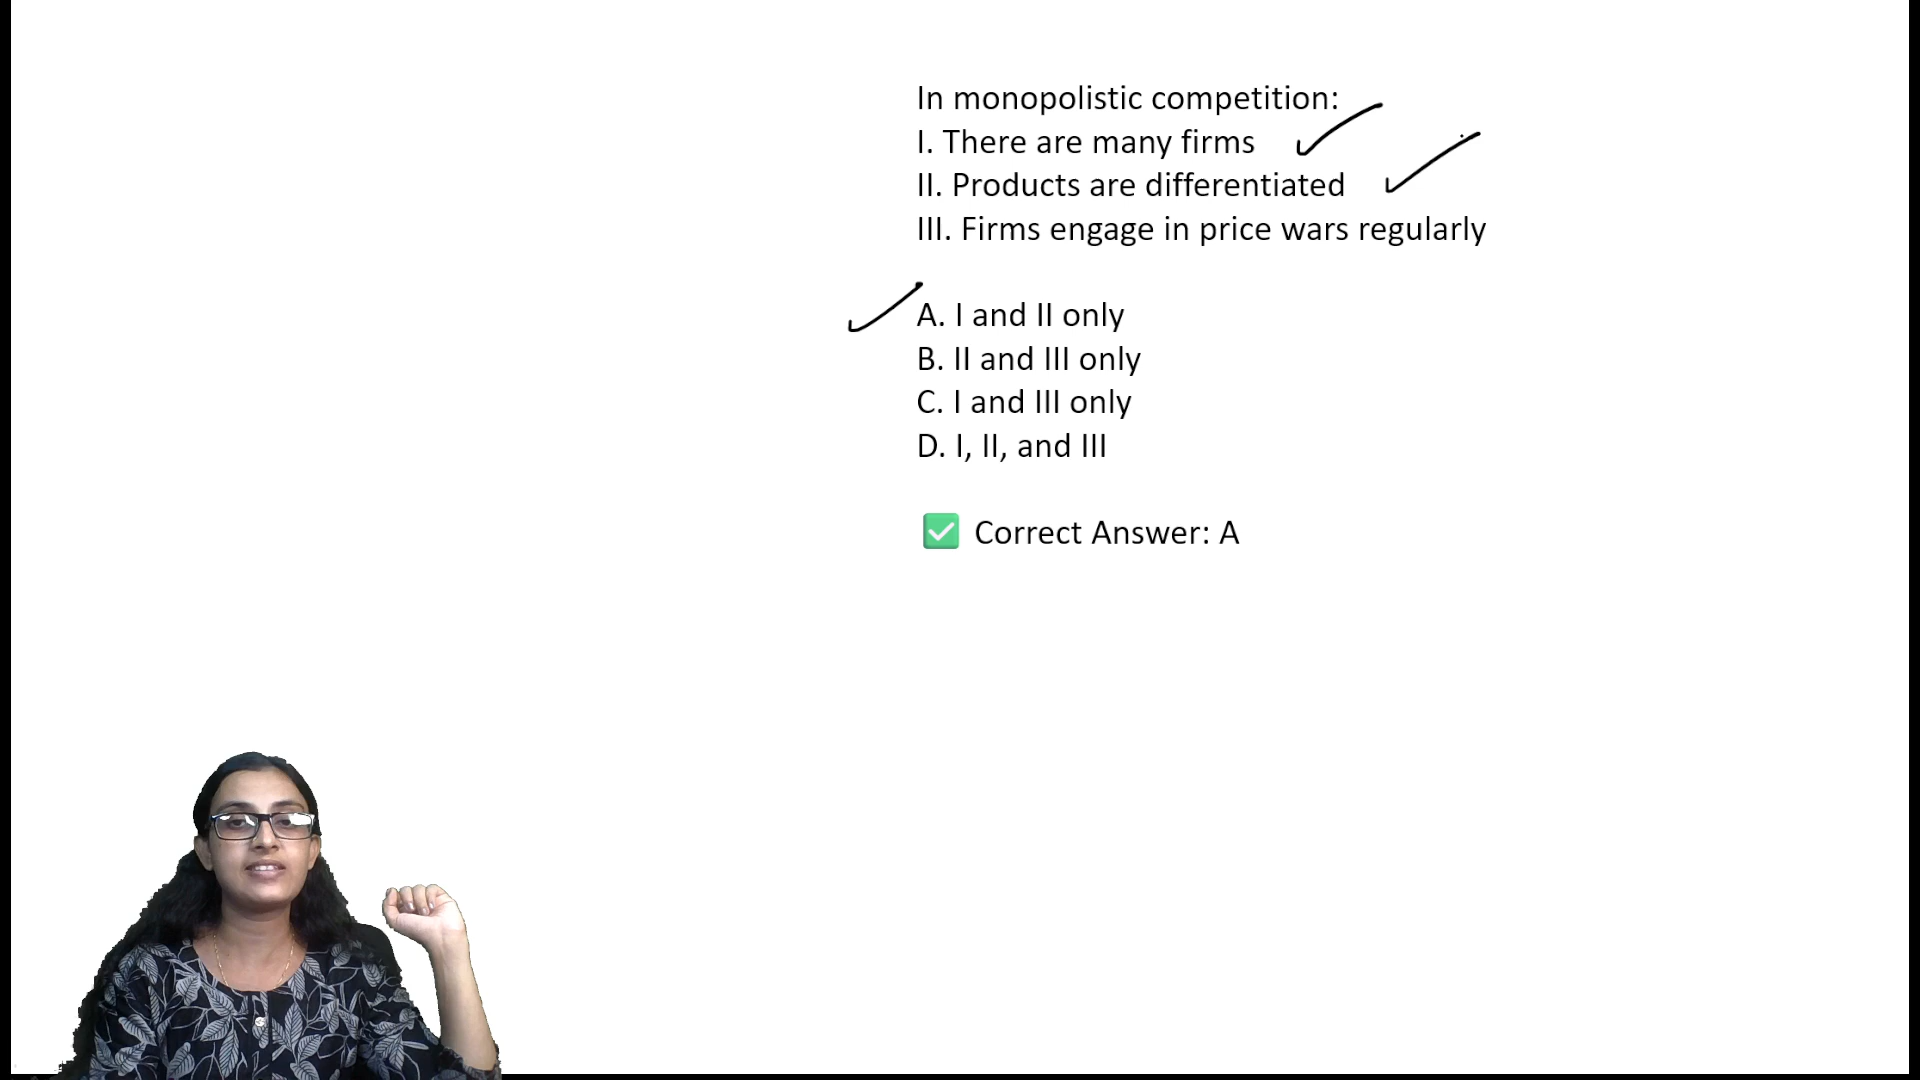 In monopolistic competition:
I. There are many firms
II. Products are differentiated
III. Firms engage in price wars regularly
A. I and II only
B. II and III only
C. I and III only
D. I, II, and III
✅ Correct Answer: A